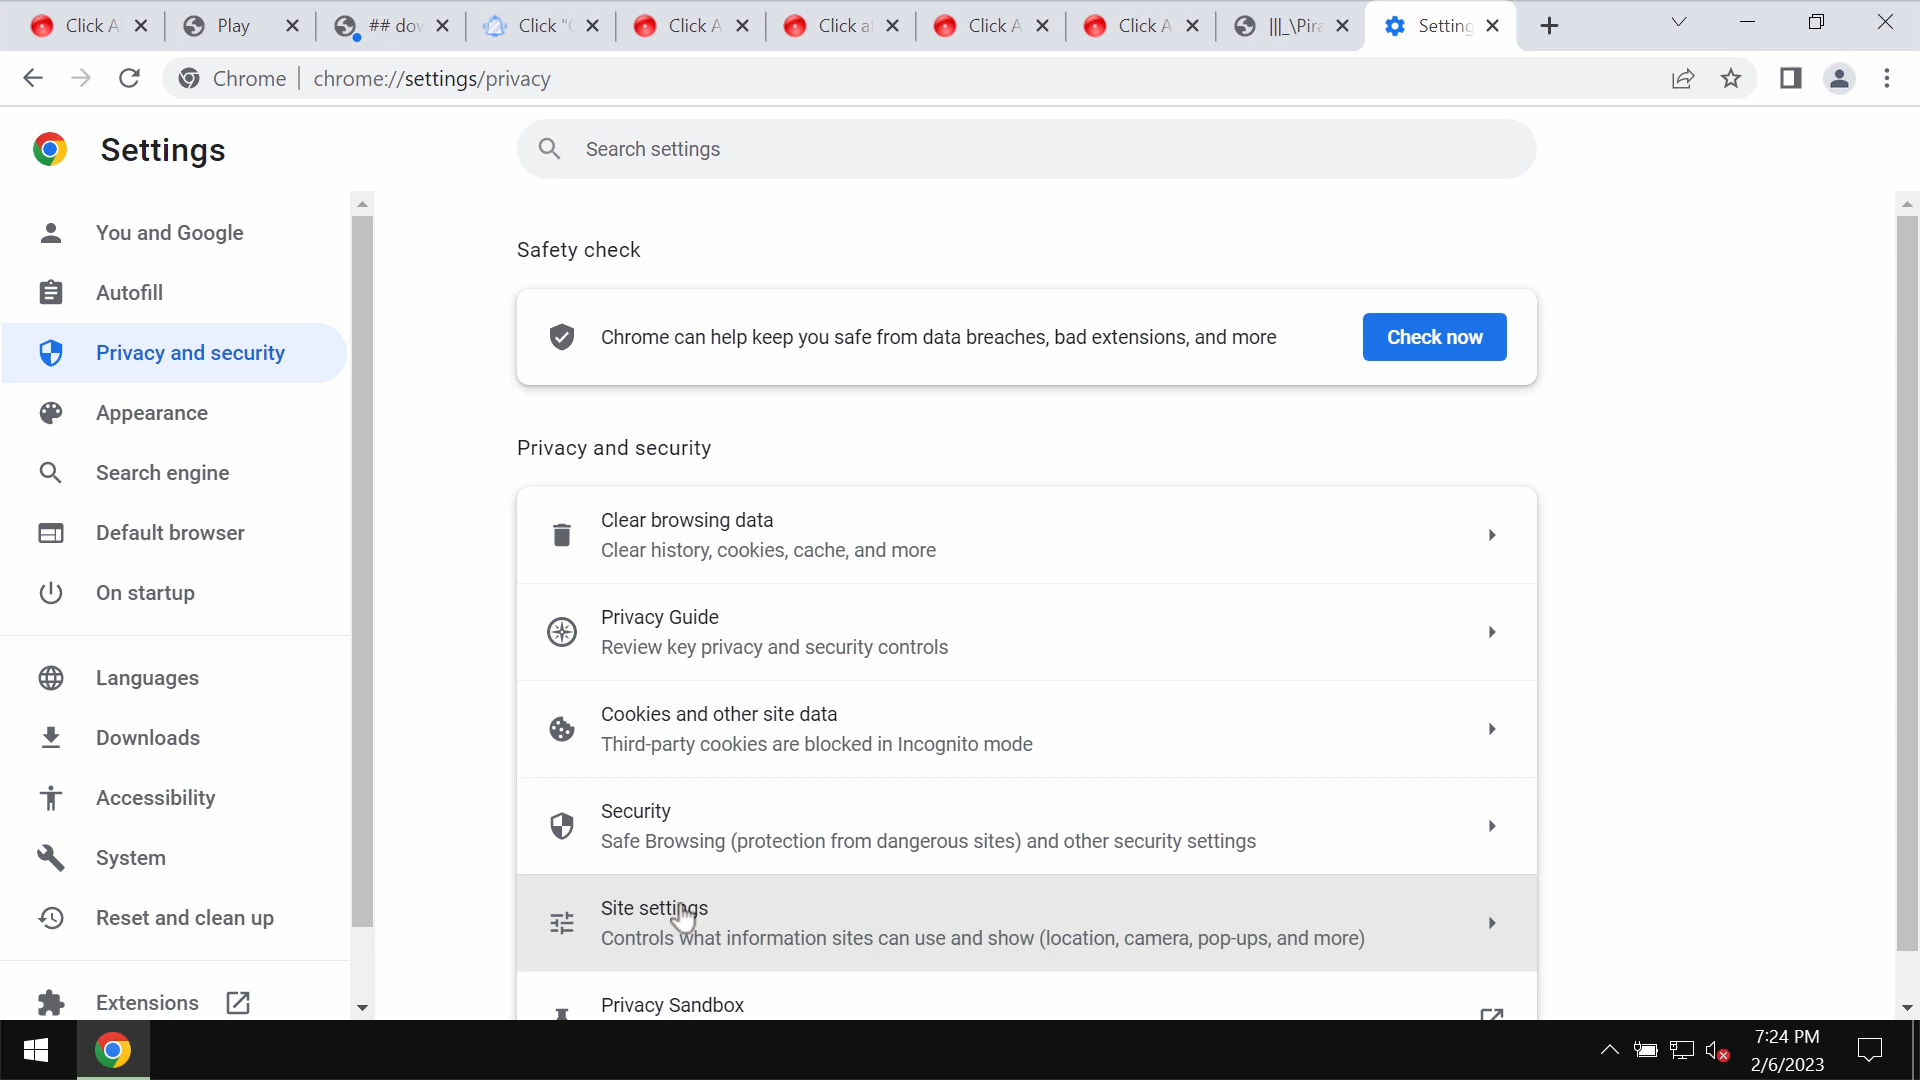 Click A
Play
## dov
Click "
Click A
Click al
Click A
Click A
|||_\Pira
Setting
Chrome
chrome://settings/privacy
Settings
Search settings
You and Google
Autofill
Privacy and security
Appearance
Search engine
Default browser
On startup
Languages
Downloads
Accessibility
System
Reset and clean up
Extensions
Safety check
Chrome can help keep you safe from data breaches, bad extensions, and more
Check now
Privacy and security
Clear browsing data
Clear history, cookies, cache, and more
Privacy Guide
Review key privacy and security controls
Cookies and other site data
Third-party cookies are blocked in Incognito mode
Security
Safe Browsing (protection from dangerous sites) and other security settings
Site settings
Controls what information sites can use and show (location, camera, pop-ups, and more)
Privacy Sandbox
7:24 PM
2/6/2023